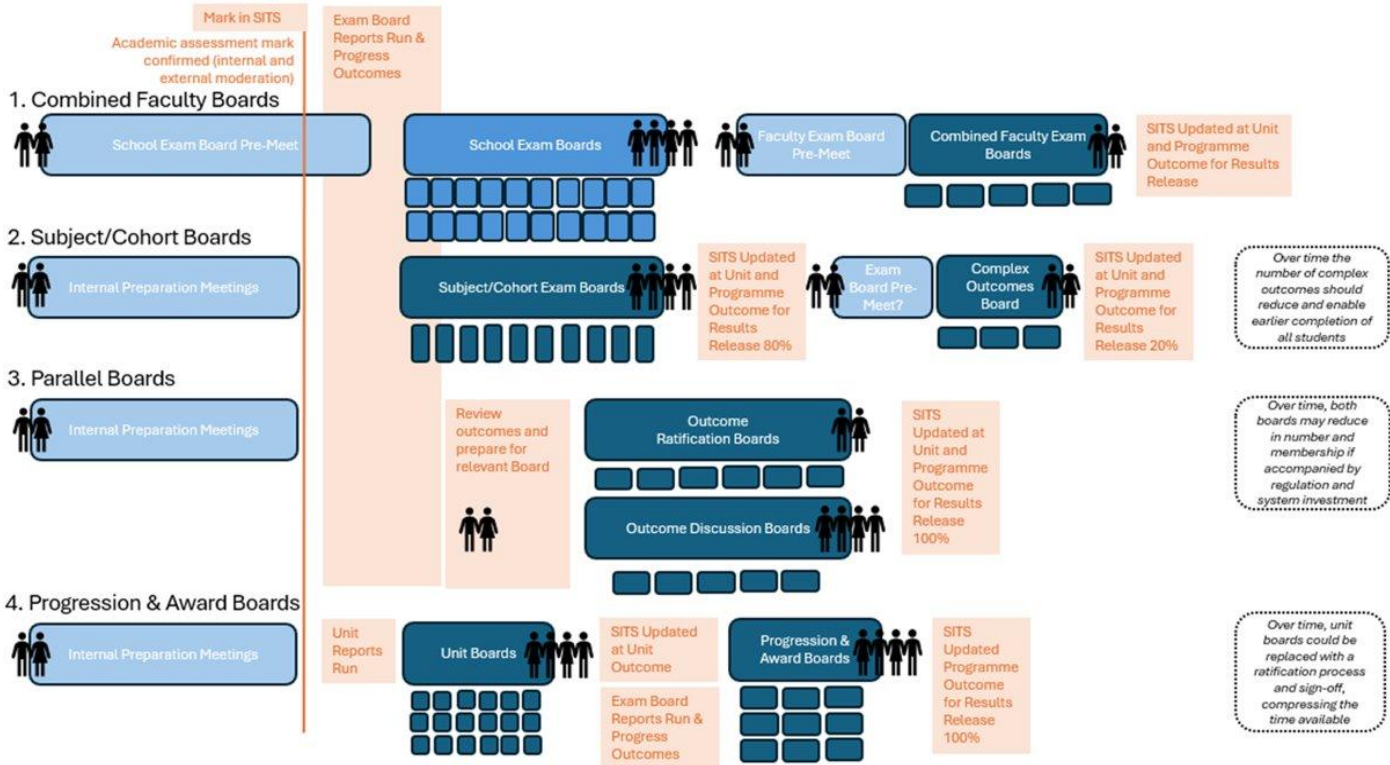 Mark in SITS
Academic assessment mark
confirmed (internal and
external moderation)
Exam Board
Reports Run &
Progress
Outcomes
1. Combined Faculty Boards
School Exam Board Pre-Meet
School Exam Boards
Faculty Exam Board
Pre-Meet
Combined Faculty Exam
Boards
SITS Updated at Unit
and Programme
Outcome for Results
Release
2. Subject/Cohort Boards
Internal Preparation Meetings
Subject/Cohort Exam Boards
SITS Updated
at Unit and
Programme
Outcome for
Results
Release 80%
Exam
Board Pre-
Meet?
Complex
Outcomes
Board
SITS Updated
at Unit and
Programme
Outcome for
Results
Release 20%
Over time the
number of complex
outcomes should
reduce and enable
earlier completion of
all students
3. Parallel Boards
Internal Preparation Meetings
Review
outcomes and
prepare for
relevant Board
Outcome
Ratification Boards
Outcome Discussion Boards
SITS
Updated at
Unit and
Programme
Outcome
for Results
Release
100%
Over time, both
boards may reduce
in number and
membership if
accompanied by
regulation and
system investment
4. Progression & Award Boards
Internal Preparation Meetings
Unit
Reports
Run
Unit Boards
SITS Updated
at Unit
Outcome
Exam Board
Reports Run &
Progress
Outcomes
Progression &
Award Boards
SITS
Updated
Programme
Outcome
for Results
Release
100%
Over time, unit
boards could be
replaced with a
ratification process
and sign-off,
compressing the
time available